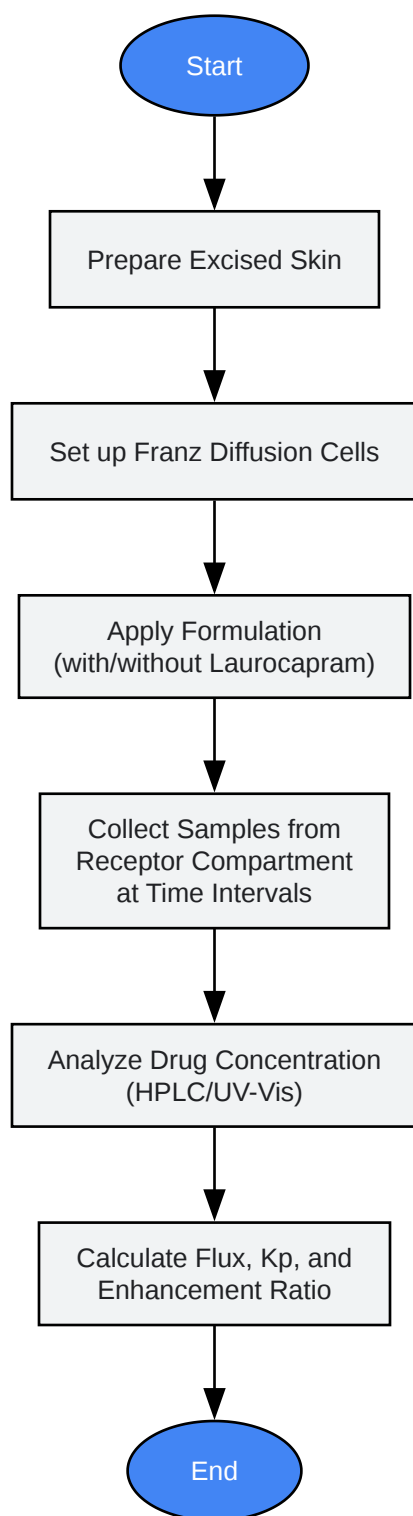 Start
Prepare Excised Skin
Set up Franz Diffusion Cells
Apply Formulation
(with/without Laurocapram)
Collect Samples from
Receptor Compartment
at Time Intervals
Analyze Drug Concentration
(HPLC/UV-Vis)
Calculate Flux, Kp, and
Enhancement Ratio
End